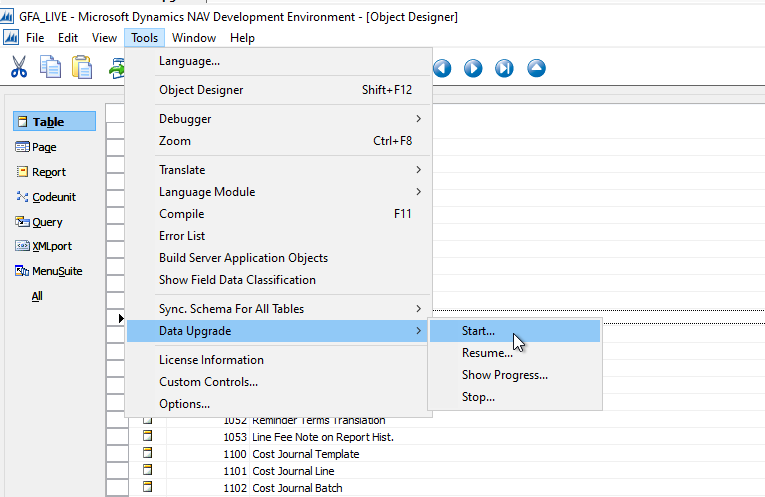 GFA_LIVE - Microsoft Dynamics NAV Development Environment - [Object Designer]
File Edit View Tools Window Help
Language...
Object Designer Shift+F12
Debugger
Zoom Ctrl+F8
Translate
Language Module
Compile F11
Error List
Build Server Application Objects
Show Field Data Classification
Sync. Schema For All Tables
Data Upgrade
License Information
Custom Controls...
Options...
Start...
Resume...
Show Progress...
Stop...
Table
Page
Report
Codeunit
Query
XMLport
MenuSuite
All
1052 Reminder Terms Translation
1053 Line Fee Note on Report Hist.
1100 Cost Journal Template
1101 Cost Journal Line
1102 Cost Journal Batch